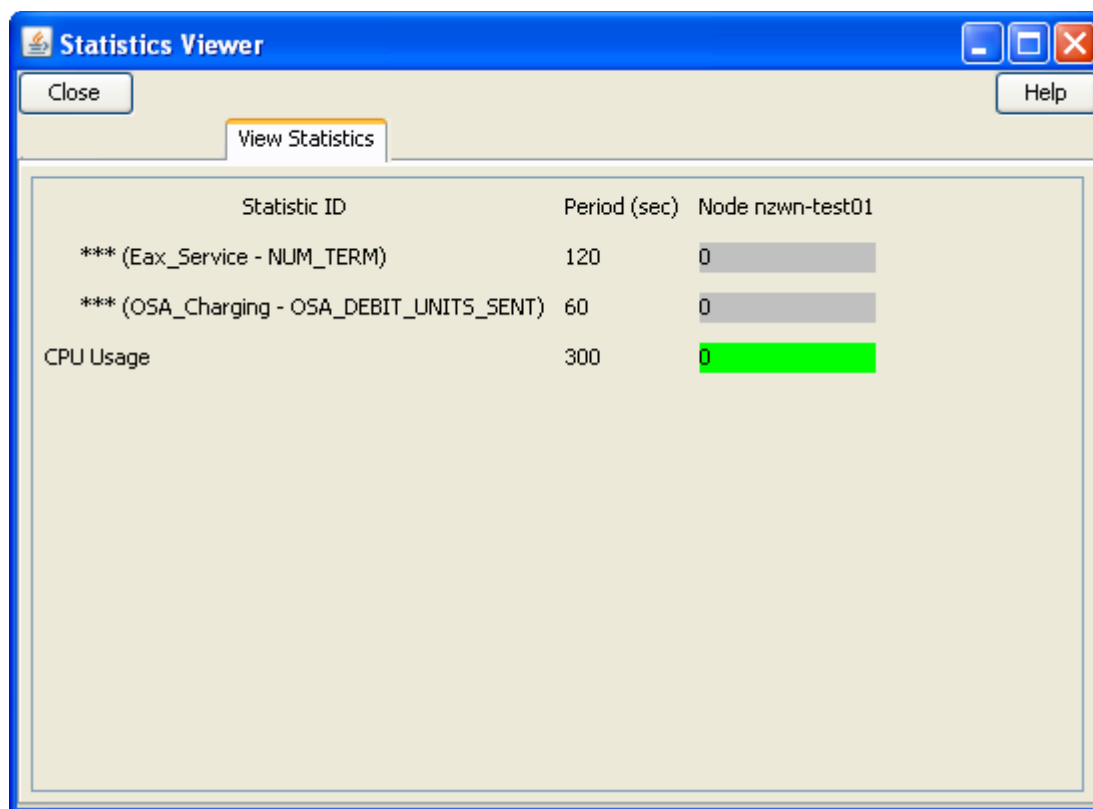 Statistics Viewer
Close Help
View Statistics
Statistic ID Period (sec) Node nzwn-test01
*** (Eax_Service - NUM_TERM) 120 0
*** (OSA_Charging - OSA_DEBIT_UNITS_SENT) 60 0
CPU Usage 300 0